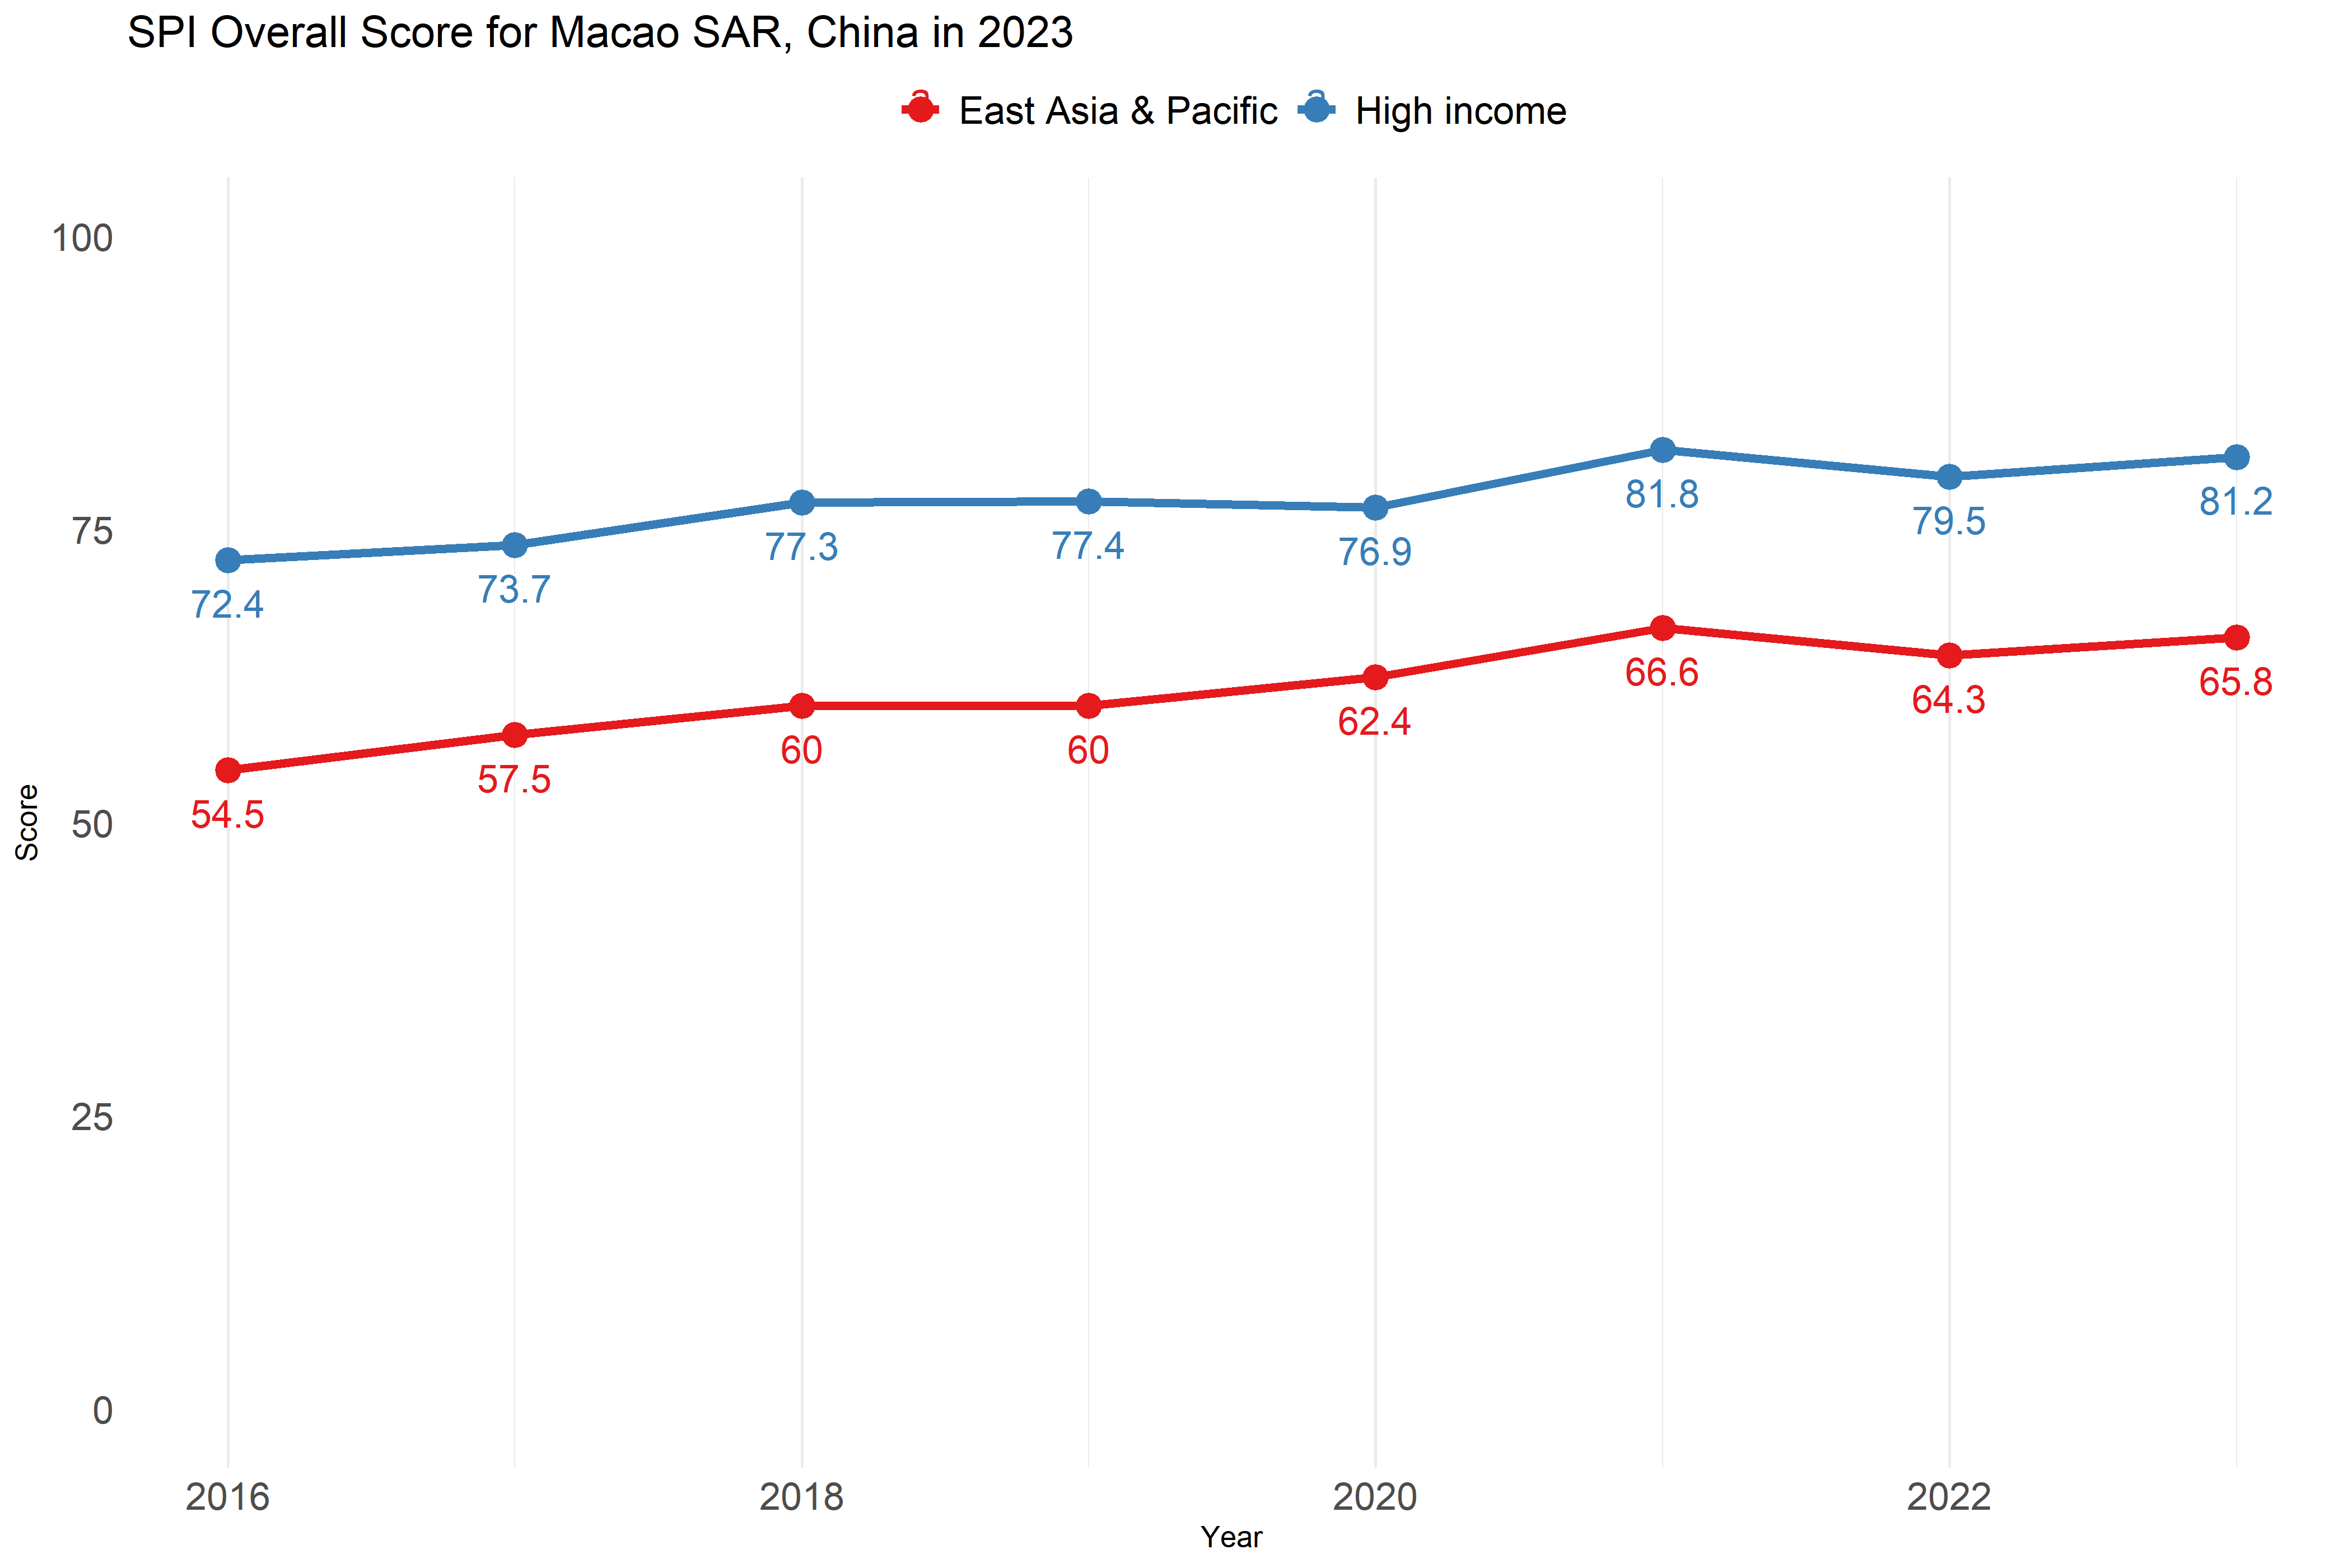 SPI Overall Score for Macao SAR, China in 2023
East Asia & Pacific High income
100
75
50
25
0
Score
72.4 73.7 77.3 77.4 76.9 81.8 79.5 81.2
54.5 57.5 60 60 62.4 66.6 64.3 65.8
2016 2018 2020 2022
Year